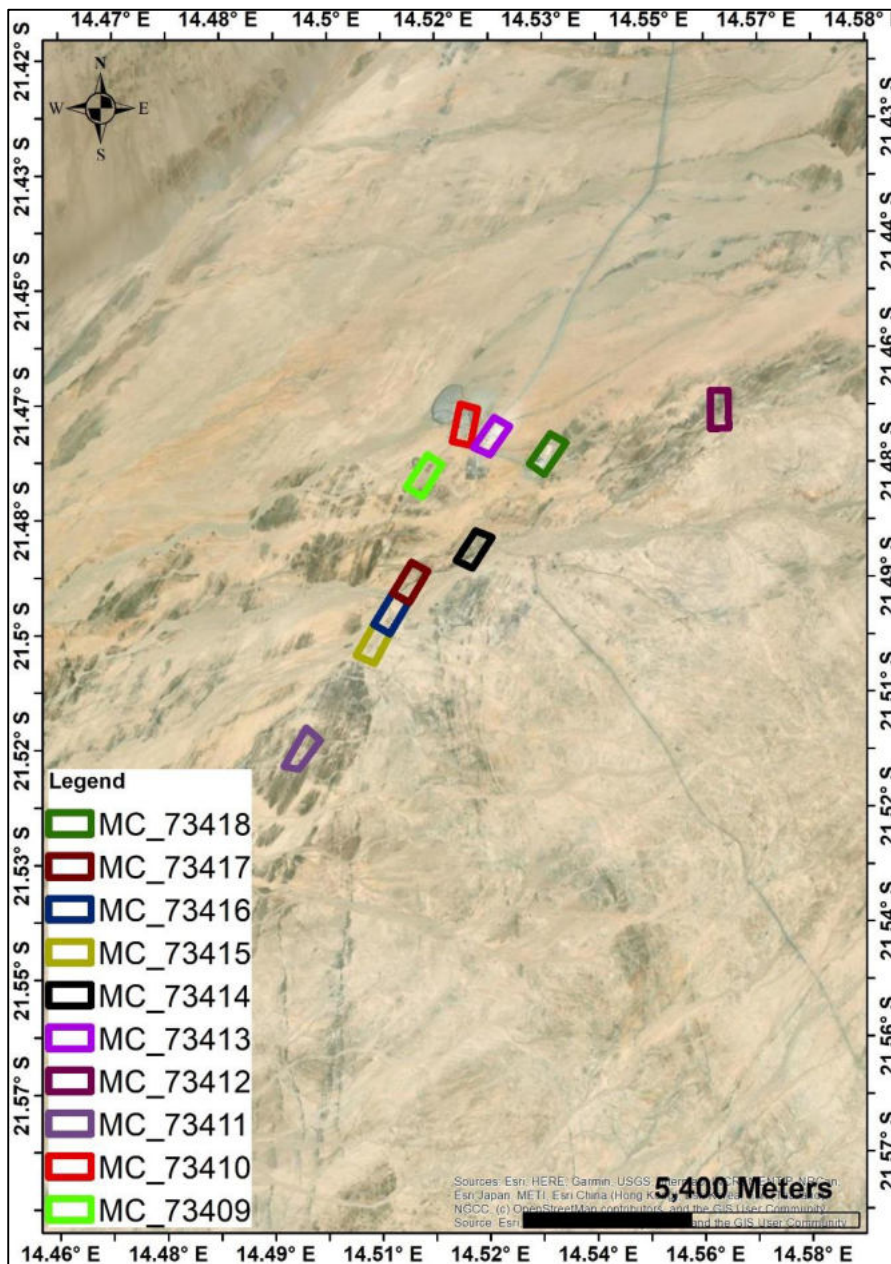 14.47° E 14.48° E 14.5° E 14.52° E 14.53° E 14.55° E 14.57° E 14.58° E
21.42° S
21.43° S
21.45° S
21.47° S
21.48° S
21.5° S
21.52° S
21.53° S
21.55° S
21.57° S
N
W E
S
21.43° S
21.44° S
21.46° S
21.48° S
21.49° S
21.51° S
21.52° S
21.54° S
21.56° S
21.57° S
Legend
MC_73418
MC_73417
MC_73416
MC_73415
MC_73414
MC_73413
MC_73412
MC_73411
MC_73410
MC_73409
Sources: Esri, HERE, Garmin, USGS, NRCan,
5,400 Meters
Esri Japan, METI, Esri China (Hong
NGCC, (c) OpenStreetMap contributors, and the GIS User Community
Source: Esri, and the GIS User Community
14.46° E 14.48° E 14.49° E 14.51° E 14.52° E 14.54° E 14.56° E 14.58° E